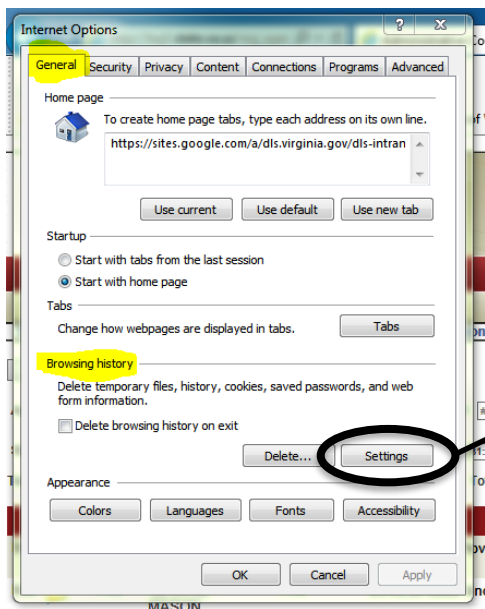 Internet Options
General Security Privacy Content Connections Programs Advanced
Home page
To create home page tabs, type each address on its own line.
https://sites.google.com/a/dls.virginia.gov/dls-intran
Use current Use default Use new tab
Startup
Start with tabs from the last session
Start with home page
Tabs
Change how webpages are displayed in tabs. Tabs
Browsing history
Delete temporary files, history, cookies, saved passwords, and web
form information.
Delete browsing history on exit
Delete... Settings
Appearance
Colors Languages Fonts Accessibility
OK Cancel Apply
MASON